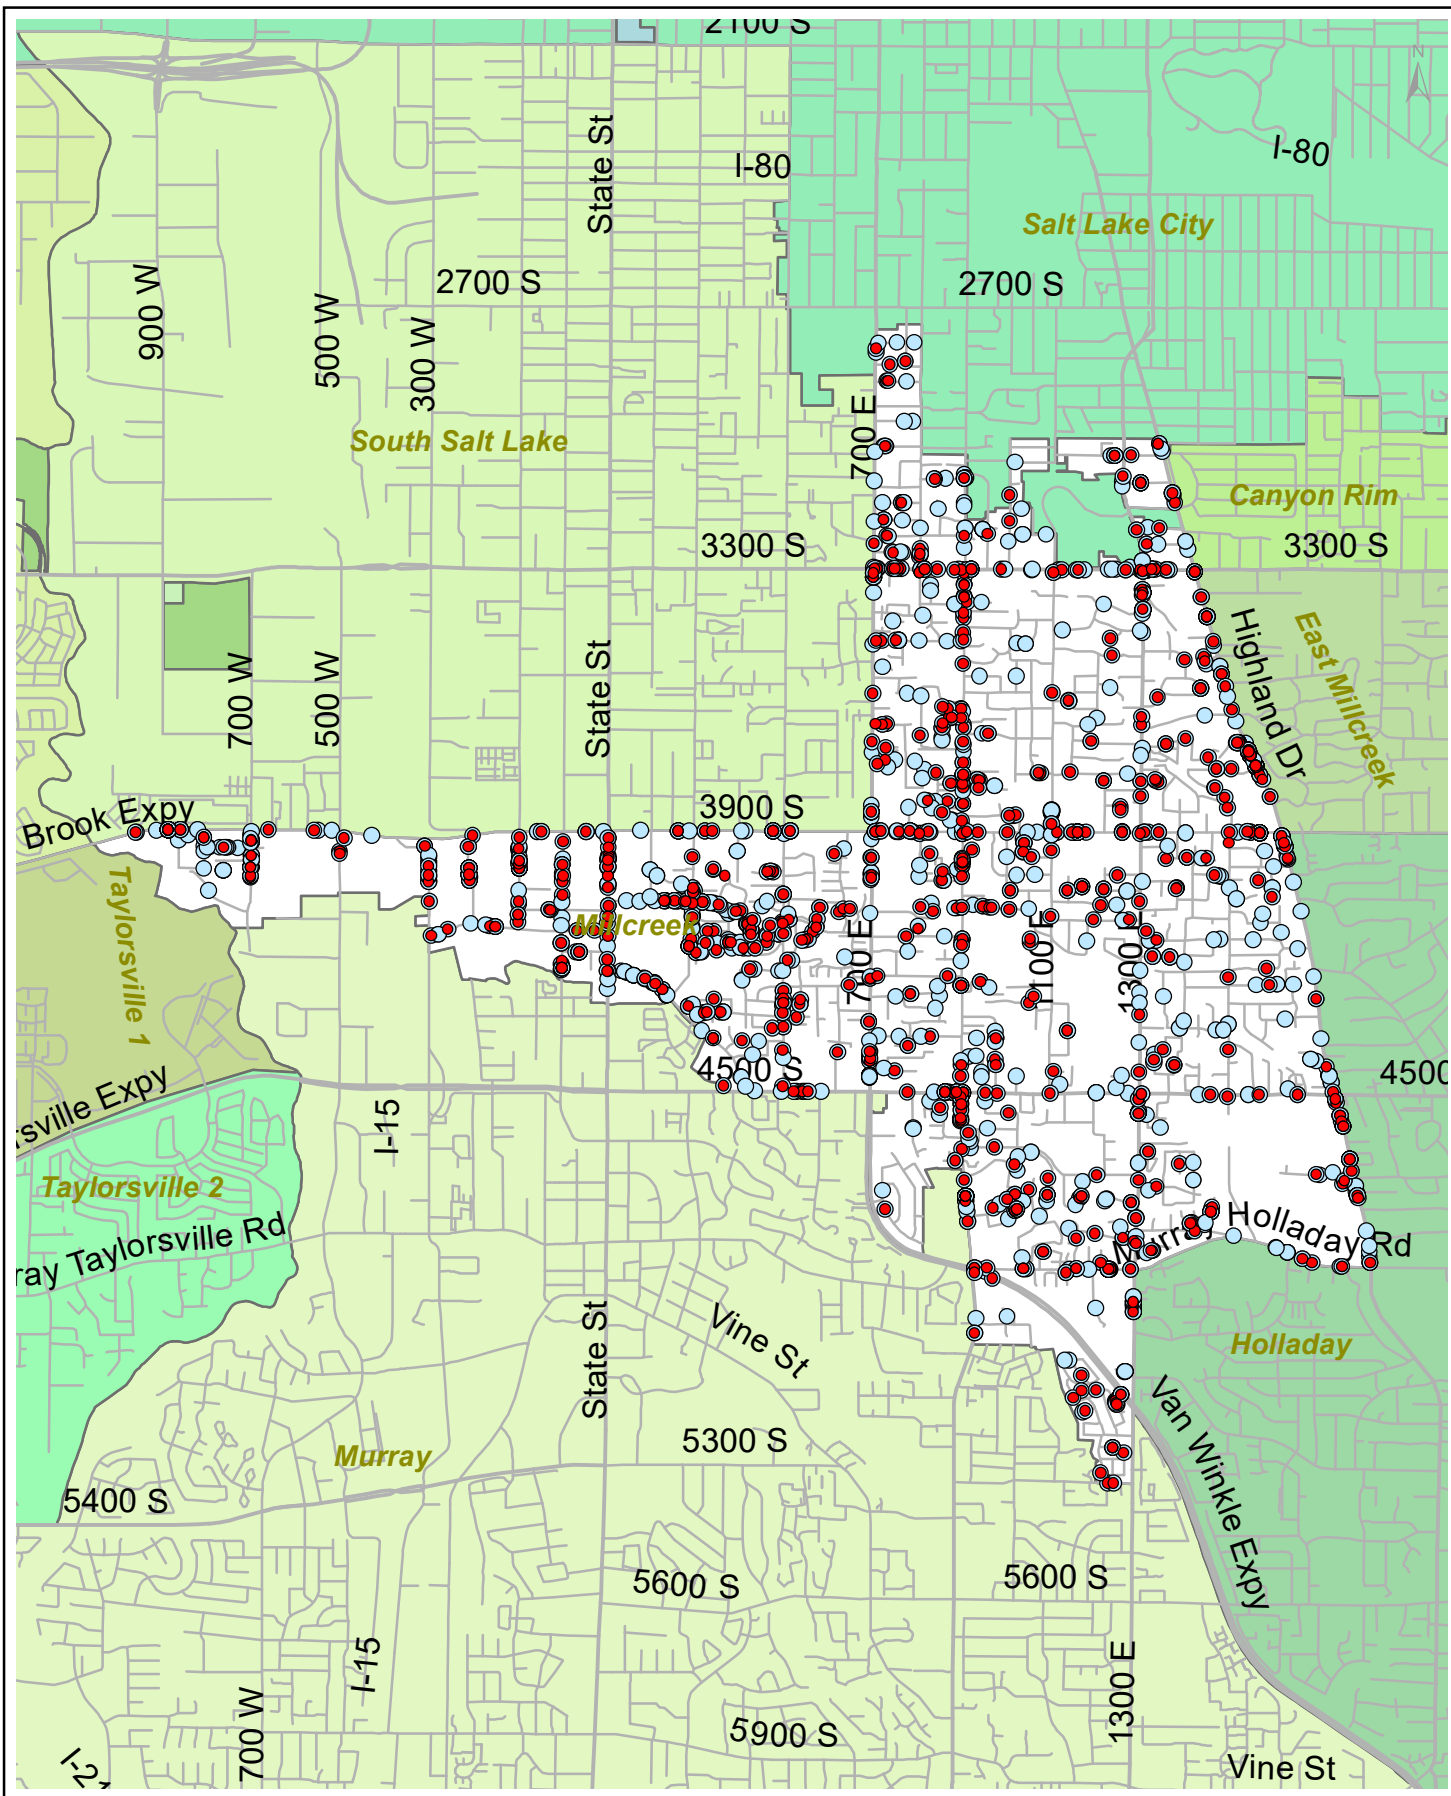 2100 S
N
State St
I-80
I-80
Salt Lake City
900 W
2700 S
2700 S
500 W
300 W
700 E
South Salt Lake
Canyon Rim
3300 S
3300 S
Highland Dr
East Millcreek
700 W
500 W
State St
3900 S
Brook Expy
Taylorsville 1
Millcreek
700 E
1100 E
1300 E
4500 S
4500
rsville Expy
I-15
Taylorsville 2
ray Taylorsville Rd
Murray Holladay Rd
State St
Vine St
Holladay
Van Winkle Expy
Murray
5300 S
5400 S
5600 S
5600 S
I-15
1300 E
700 W
5900 S
I-21
Vine St